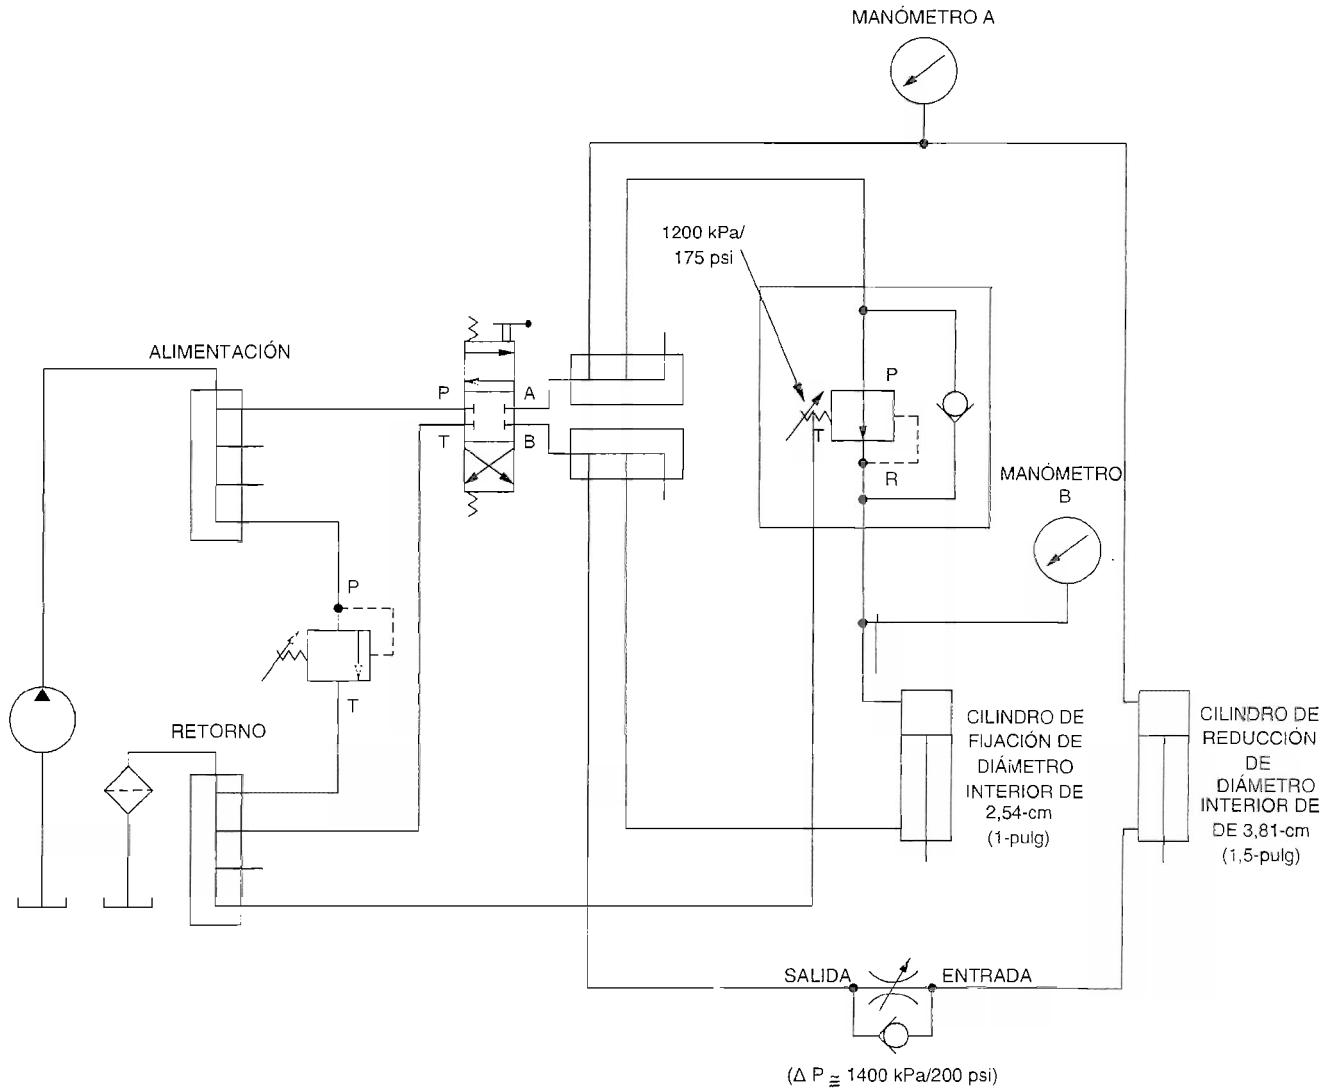 MANÓMETRO A
1200 kPa/
175 psi
ALIMENTACIÓN
P
A
T
B
P
T
R
MANÓMETRO
B
P
T
RETORNO
CILINDRO DE
FIJACIÓN DE
DIÁMETRO
INTERIOR DE
2,54-cm
(1-pulg)
CILINDRO DE
REDUCCIÓN
DE
DIÁMETRO
INTERIOR DE
DE 3,81-cm
(1,5-pulg)
SALIDA
ENTRADA
(Δ P ≅ 1400 kPa/200 psi)